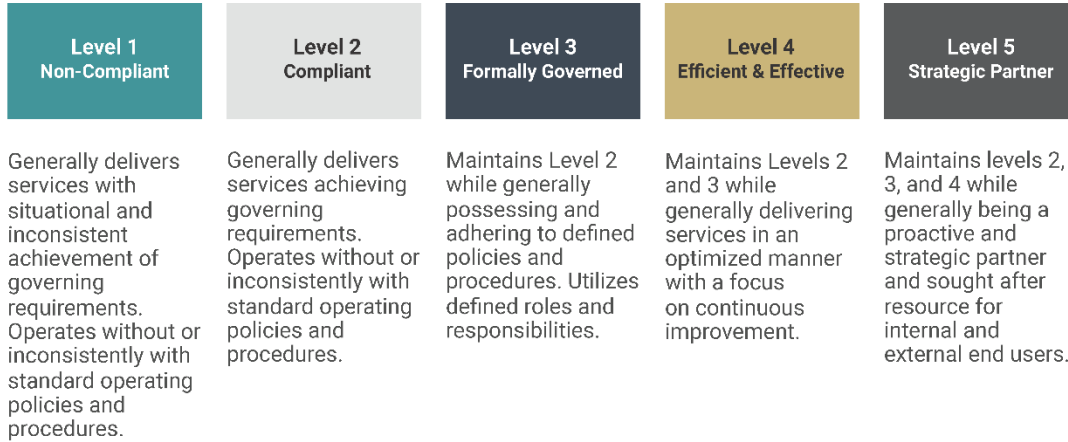 Level 1
Non-Compliant
Generally delivers
services with
situational and
inconsistent
achievement of
governing
requirements.
Operates without or
inconsistently with
standard operating
policies and
procedures.
Level 2
Compliant
Generally delivers
services achieving
governing
requirements.
Operates without or
inconsistently with
standard operating
policies and
procedures.
Level 3
Formally Governed
Maintains Level 2
while generally
possessing and
adhering to defined
policies and
procedures. Utilizes
defined roles and
responsibilities.
Level 4
Efficient & Effective
Maintains Levels 2
and 3 while
generally delivering
services in an
optimized manner
with a focus
on continuous
improvement.
Level 5
Strategic Partner
Maintains levels 2,
3, and 4 while
generally being a
proactive and
strategic partner
and sought after
resource for
internal and
external end users.